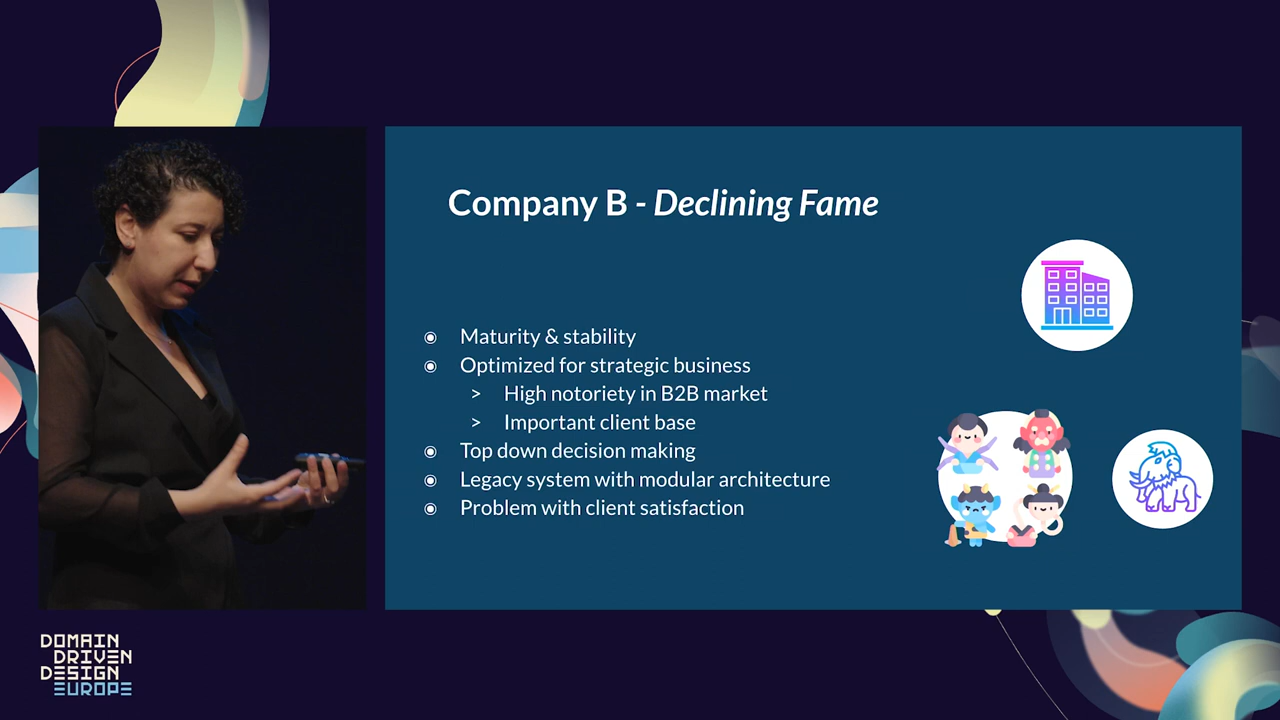 Company B - Declining Fame
◉ Maturity & stability
◉ Optimized for strategic business
> High notoriety in B2B market
> Important client base
◉ Top down decision making
◉ Legacy system with modular architecture
◉ Problem with client satisfaction
DOMAIN
DRIVEN
DESIGN
EUROPE